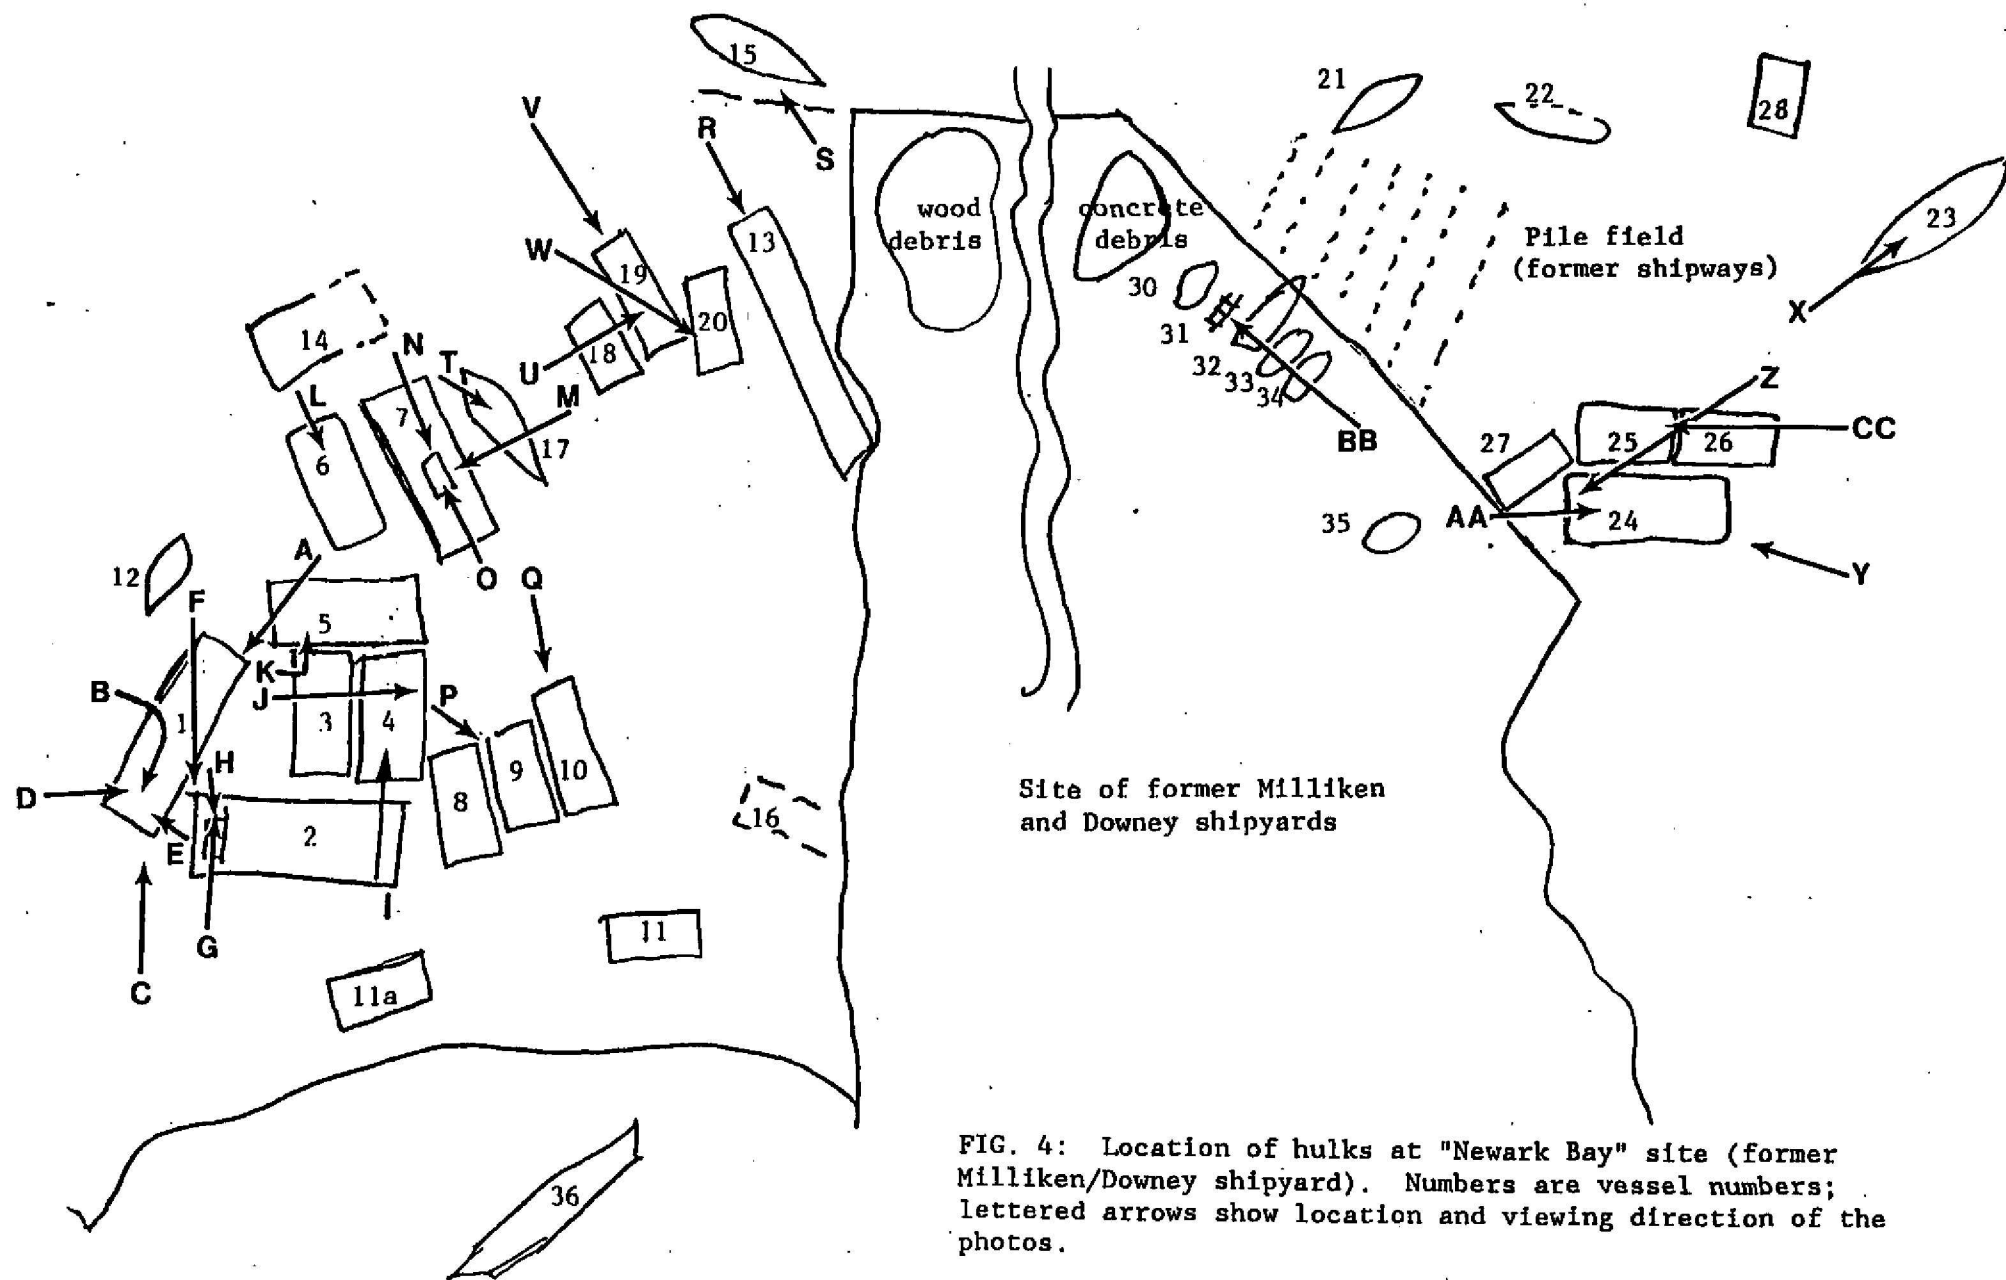 15
21
22
28
V
R
S
wood
debris
concrete
debris
23
W
19
13
Pile field
(former shipways)
30
X
14
N
20
31
T
U
18
32
33
34
L
M
7
Z
BB
25
26
CC
27
6
17
AA
24
35
A
O
Q
Y
12
F
5
K
B
J
P
1
3
4
H
9
10
D
8
Site of former Milliken
and Downey shipyards
16
E
2
I
G
11
C
11a
FIG. 4: Location of hulks at "Newark Bay" site (former
Milliken/Downey shipyard). Numbers are vessel numbers;
lettered arrows show location and viewing direction of the
photos.
36